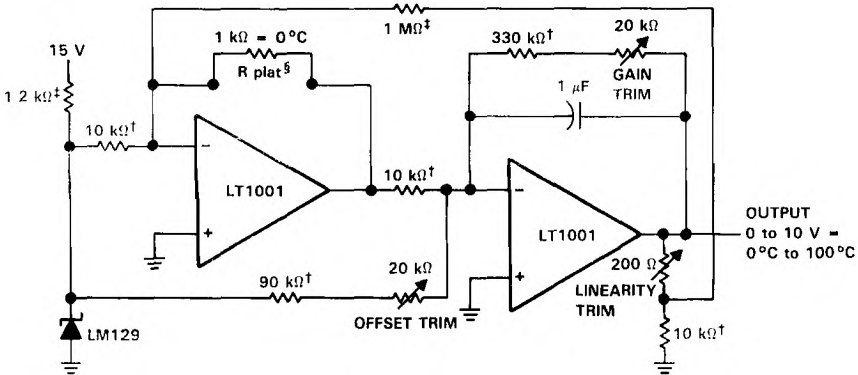 1 MΩ‡
1 kΩ = 0°C
R plat§
330 kΩ†
20 kΩ
GAIN
TRIM
15 V
1 2 kΩ‡
10 kΩ†
1 μF
−
LT1001
+
10 kΩ†
−
LT1001
+
OUTPUT
0 to 10 V =
0°C to 100°C
90 kΩ†
20 kΩ
OFFSET TRIM
200 Ω
LINEARITY
TRIM
LM129
10 kΩ†